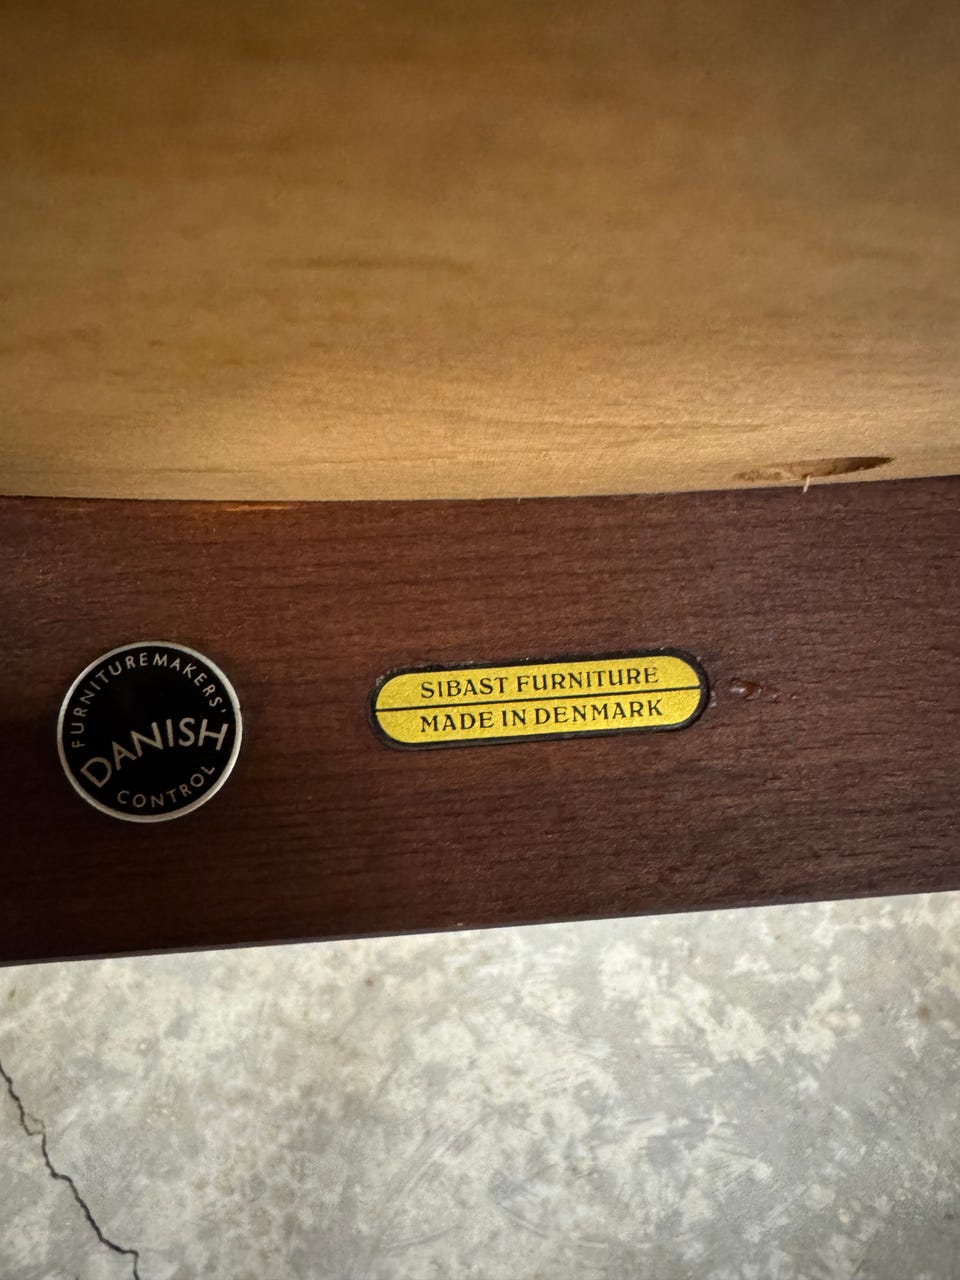 FURNITUREMAKERS'
DANISH
CONTROL
SIBAST FURNITURE
MADE IN DENMARK